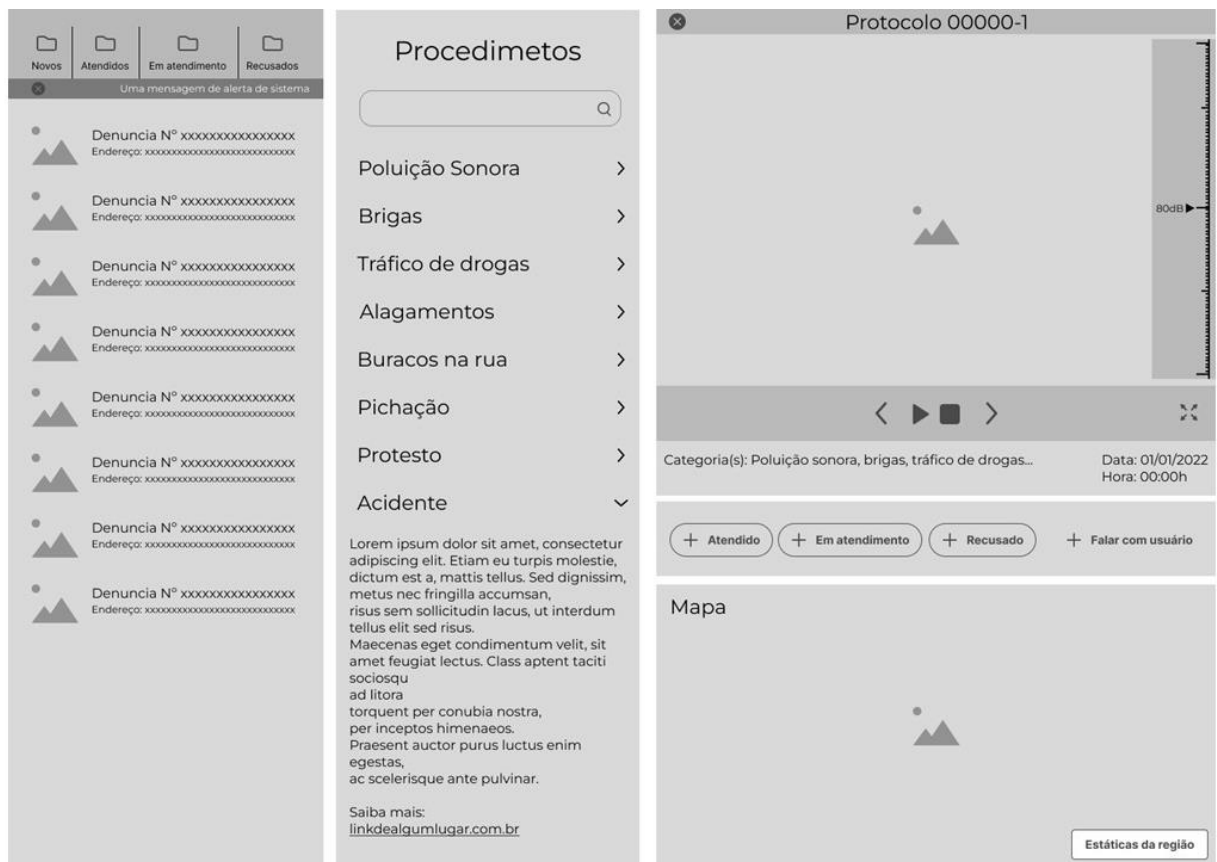 Novos
Atendidos
Em atendimento
Recusados
Uma mensagem de alerta de sistema
Denuncia Nº xxxxxxxxxxxxxxxx
Endereço: xxxxxxxxxxxxxxxxxxxxxxxxxxxx
Denuncia Nº xxxxxxxxxxxxxxxx
Endereço: xxxxxxxxxxxxxxxxxxxxxxxxxxxx
Denuncia Nº xxxxxxxxxxxxxxxx
Endereço: xxxxxxxxxxxxxxxxxxxxxxxxxxxx
Denuncia Nº xxxxxxxxxxxxxxxx
Endereço: xxxxxxxxxxxxxxxxxxxxxxxxxxxx
Denuncia Nº xxxxxxxxxxxxxxxx
Endereço: xxxxxxxxxxxxxxxxxxxxxxxxxxxx
Denuncia Nº xxxxxxxxxxxxxxxx
Endereço: xxxxxxxxxxxxxxxxxxxxxxxxxxxx
Denuncia Nº xxxxxxxxxxxxxxxx
Endereço: xxxxxxxxxxxxxxxxxxxxxxxxxxxx
Denuncia Nº xxxxxxxxxxxxxxxx
Endereço: xxxxxxxxxxxxxxxxxxxxxxxxxxxx
Procedimetos
Poluição Sonora
Brigas
Tráfico de drogas
Alagamentos
Buracos na rua
Pichação
Protesto
Acidente
Lorem ipsum dolor sit amet, consectetur
adipiscing elit. Etiam eu turpis molestie,
dictum est a, mattis tellus. Sed dignissim,
metus nec fringilla accumsan,
risus sem sollicitudin lacus, ut interdum
tellus elit sed risus.
Maecenas eget condimentum velit, sit
amet feugiat lectus. Class aptent taciti
sociosqu
ad litora
torquent per conubia nostra,
per inceptos himenaeos.
Praesent auctor purus luctus enim
egestas,
ac scelerisque ante pulvinar.
Saiba mais:
linkdealgumlugar.com.br
Protocolo 00000-1
80dB
Categoria(s): Poluição sonora, brigas, tráfico de drogas...
Data: 01/01/2022
Hora: 00:00h
Atendido
Em atendimento
Recusado
Falar com usuário
Mapa
Estáticas da região